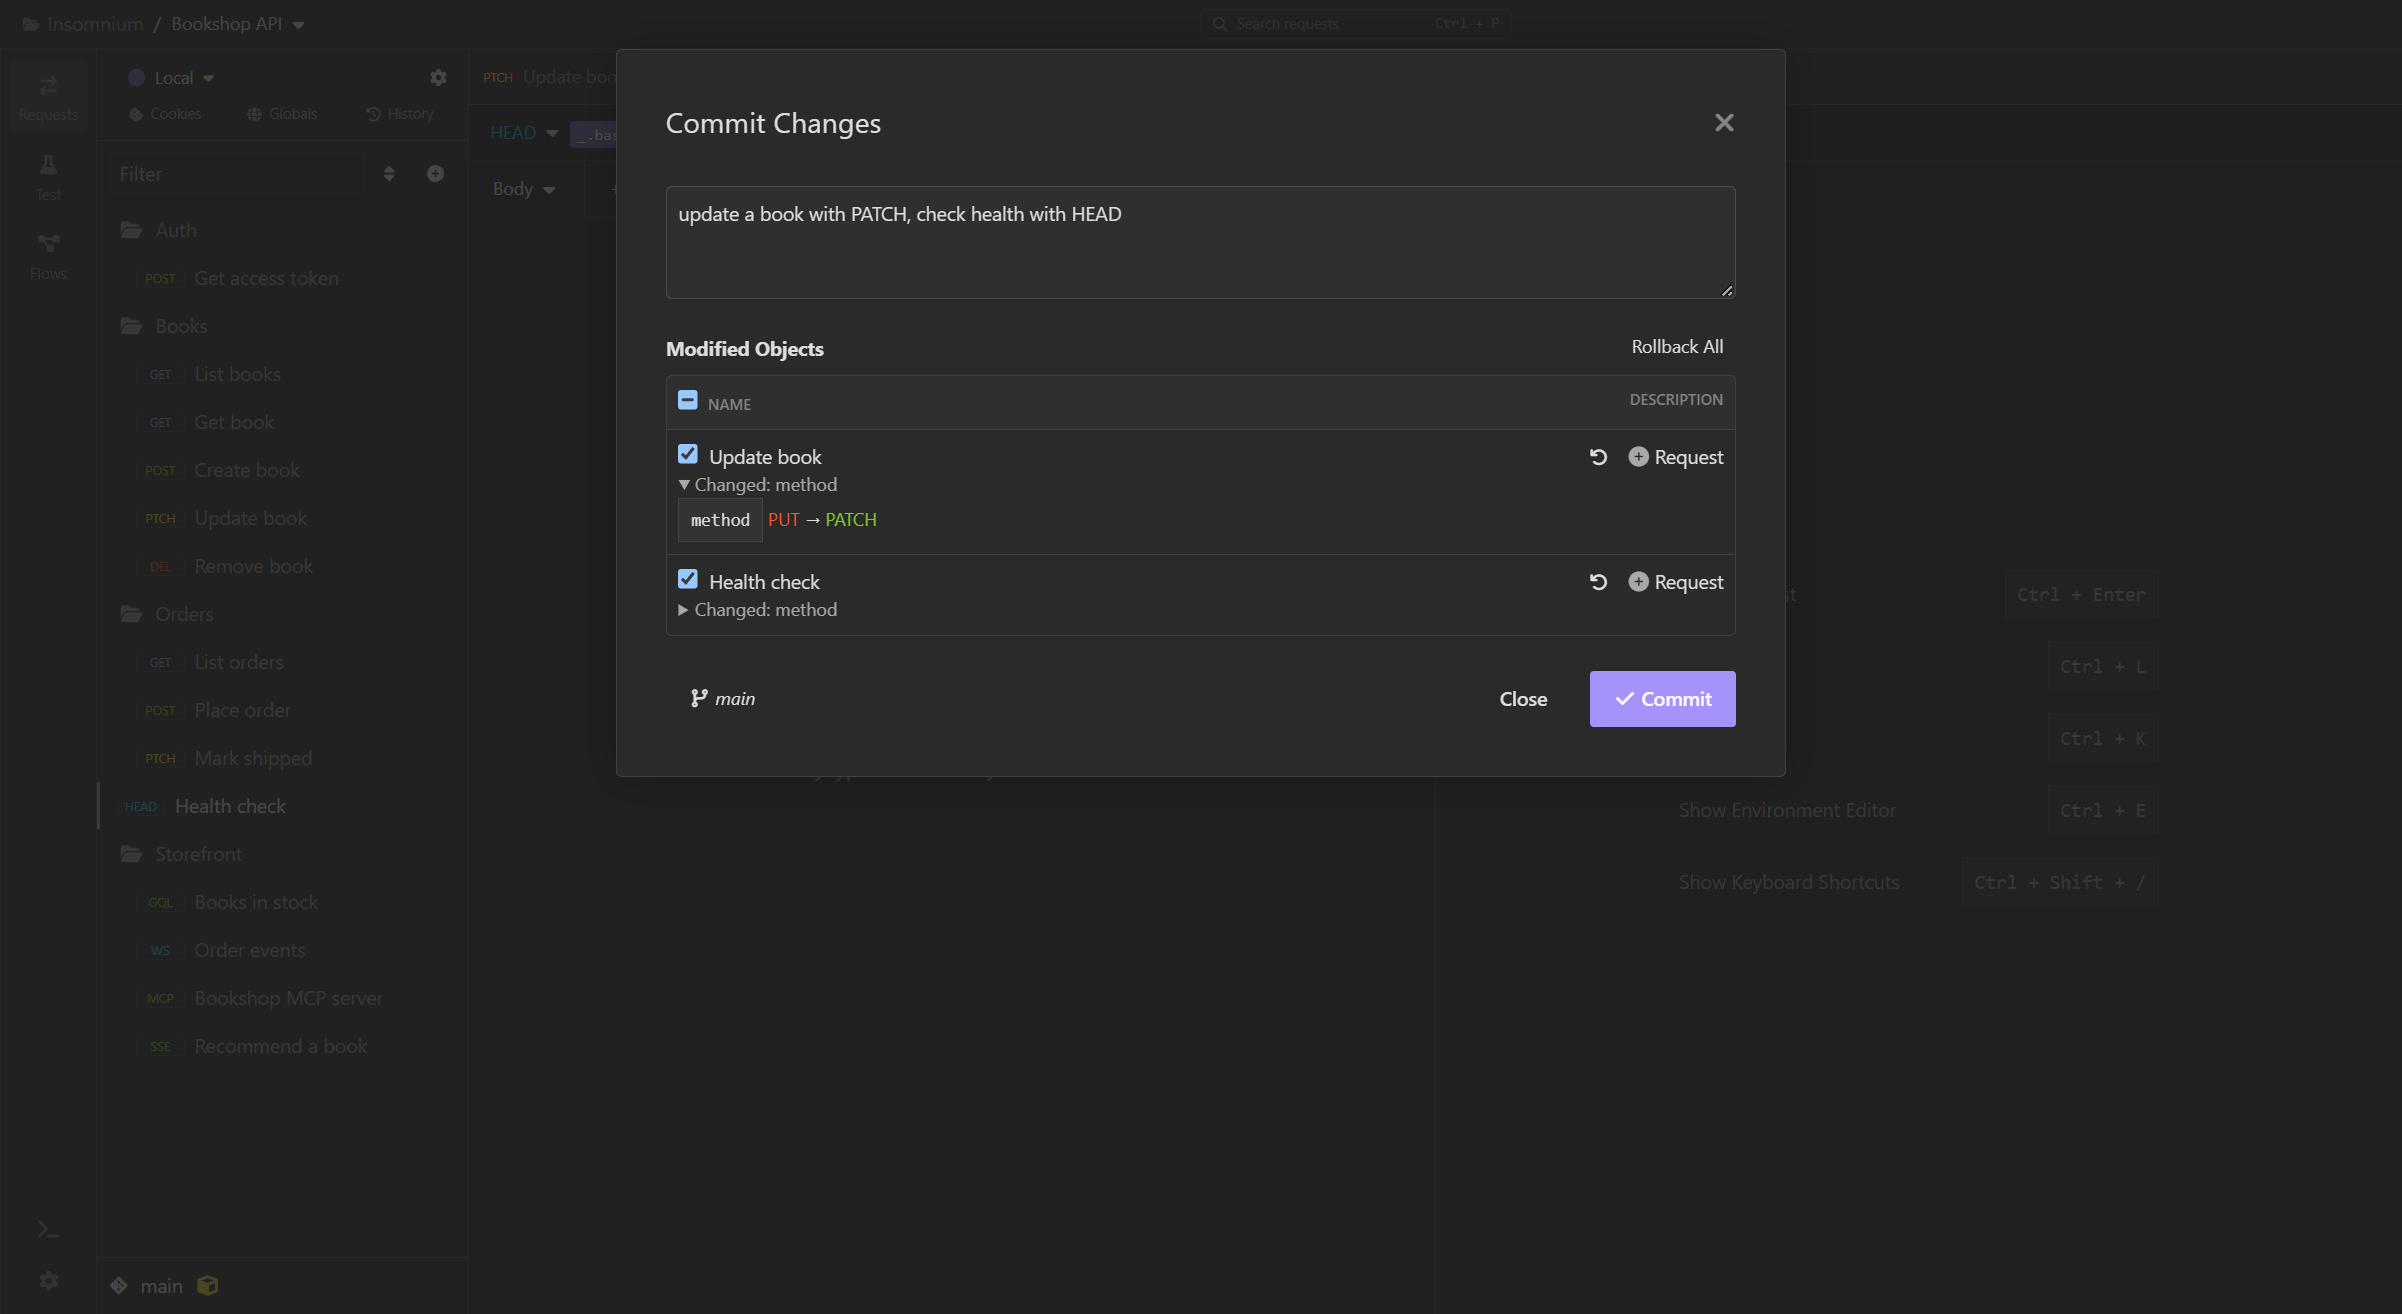 Insomnium / Bookshop API
Search requests Ctrl + P
Requests
Test
Flows
Local
Cookies Globals History
Filter
Auth
POST Get access token
Books
GET List books
GET Get book
POST Create book
PTCH Update book
DEL Remove book
Orders
GET List orders
POST Place order
PTCH Mark shipped
HEAD Health check
Storefront
GQL Books in stock
WS Order events
MCP Bookshop MCP server
SSE Recommend a book
main
PTCH Update boo
HEAD _.bas
Body
Commit Changes
update a book with PATCH, check health with HEAD
Modified Objects Rollback All
NAME DESCRIPTION
Update book Request
Changed: method
method PUT → PATCH
Health check Request
Changed: method
main Close Commit
Ctrl + Enter
Ctrl + L
Ctrl + K
Show Environment Editor Ctrl + E
Show Keyboard Shortcuts Ctrl + Shift + /